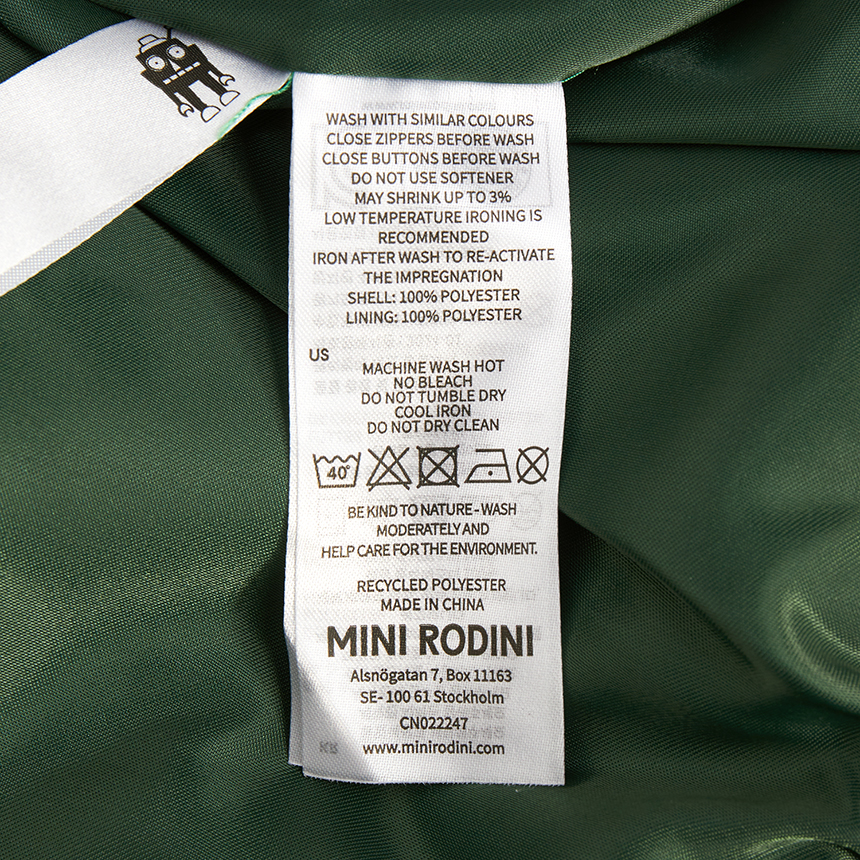 WASH WITH SIMILAR COLOURS
CLOSE ZIPPERS BEFORE WASH
CLOSE BUTTONS BEFORE WASH
DO NOT USE SOFTENER
MAY SHRINK UP TO 3%
LOW TEMPERATURE IRONING IS
RECOMMENDED
IRON AFTER WASH TO RE-ACTIVATE
THE IMPREGNATION
SHELL: 100% POLYESTER
LINING: 100% POLYESTER
US
MACHINE WASH HOT
NO BLEACH
DO NOT TUMBLE DRY
COOL IRON
DO NOT DRY CLEAN
40°
BE KIND TO NATURE - WASH
MODERATELY AND
HELP CARE FOR THE ENVIRONMENT.
RECYCLED POLYESTER
MADE IN CHINA
MINI RODINI
Alsnögatan 7, Box 11163
SE- 100 61 Stockholm
CN022247
www.minirodini.com